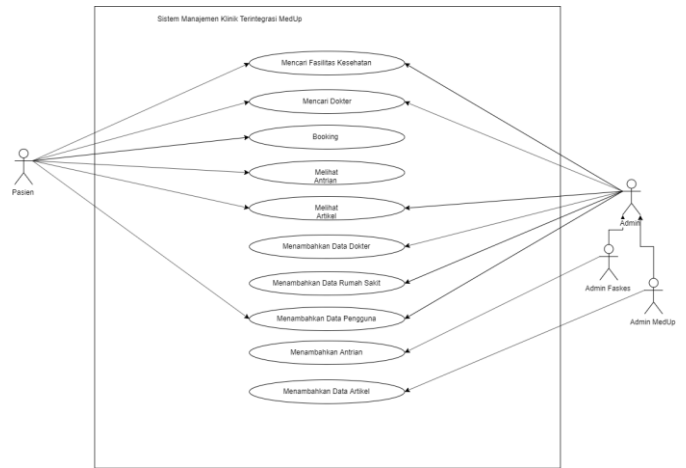 Sistem Manajemen Klinik Terintegrasi MedUp
Mencari Fasilitas Kesehatan
Mencari Dokter
Booking
Pasien
Melihat
Antrian
Melihat
Artikel
Admin
Menambahkan Data Dokter
Menambahkan Data Rumah Sakit
Admin Faskes
Menambahkan Data Pengguna
Admin MedUp
Menambahkan Antrian
Menambahkan Data Artikel